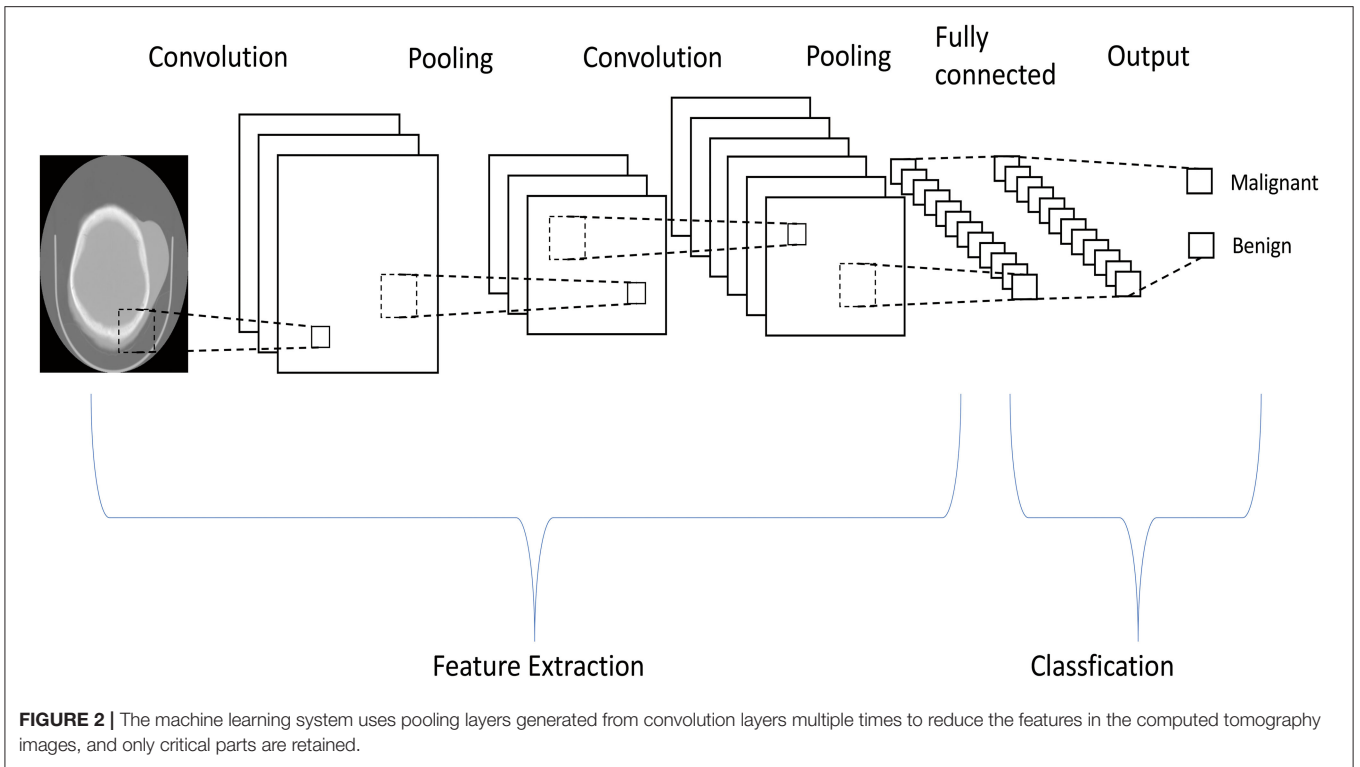 Convolution
Pooling
Convolution
Pooling
Fully
connected
Output
Malignant
Benign
Feature Extraction
Classfication
FIGURE 2 | The machine learning system uses pooling layers generated from convolution layers multiple times to reduce the features in the computed tomography
images, and only critical parts are retained.